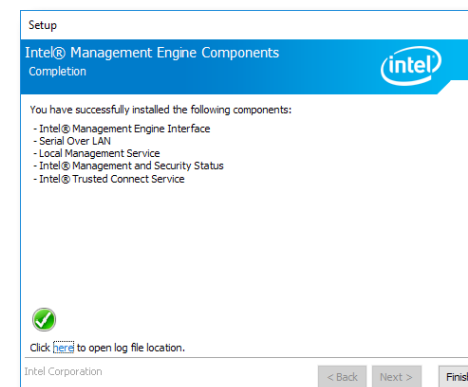 Setup
Intel® Management Engine Components
Completion
intel
You have successfully installed the following components:
- Intel® Management Engine Interface
- Serial Over LAN
- Local Management Service
- Intel® Management and Security Status
- Intel® Trusted Connect Service
Click here to open log file location.
Intel Corporation
< Back Next > Finish